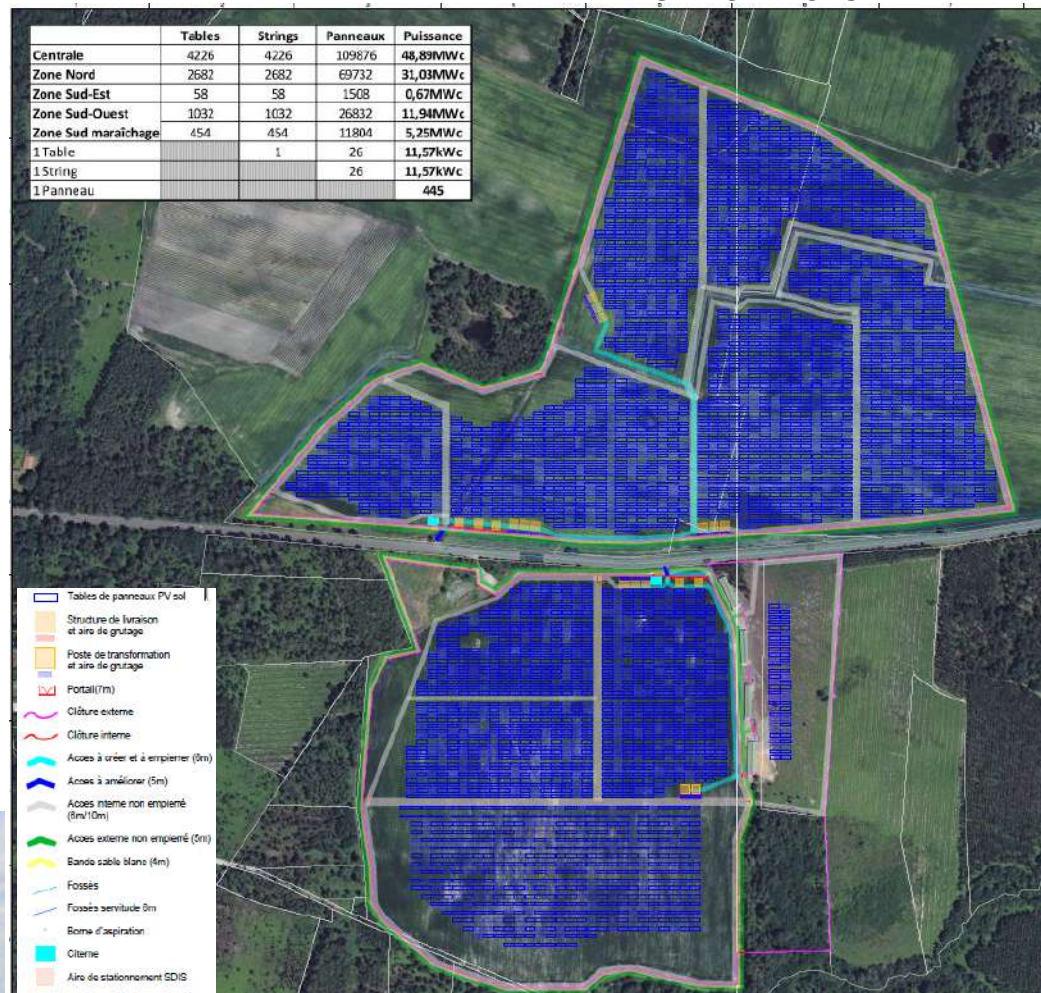 Tables Strings Panneaux Puissance
Centrale 4226 4226 109876 48,89MWc
Zone Nord 2682 2682 69732 31,03MWc
Zone Sud-Est 58 58 1508 0,67MWc
Zone Sud-Ouest 1032 1032 26832 11,94MWc
Zone Sud maraîchage 454 454 11804 5,25MWc
1 Table 1 26 11,57kWc
1 String 26 11,57kWc
1 Panneau 445
Tables de panneaux PV sol
Structure de livraison
et aire de grutage
Poste de transformation
et aire de grutage
Portail(7m)
Clôture externe
Clôture interne
Acces à créer et à empierrer (6m)
Acces à améliorer (5m)
Acces interne non empierré
(6m/10m)
Acces externe non empierré (5m)
Bande sable blanc (4m)
Fossés
Fossés servitude 6m
Borne d'aspiration
Citerne
Aire de stationnement SDIS